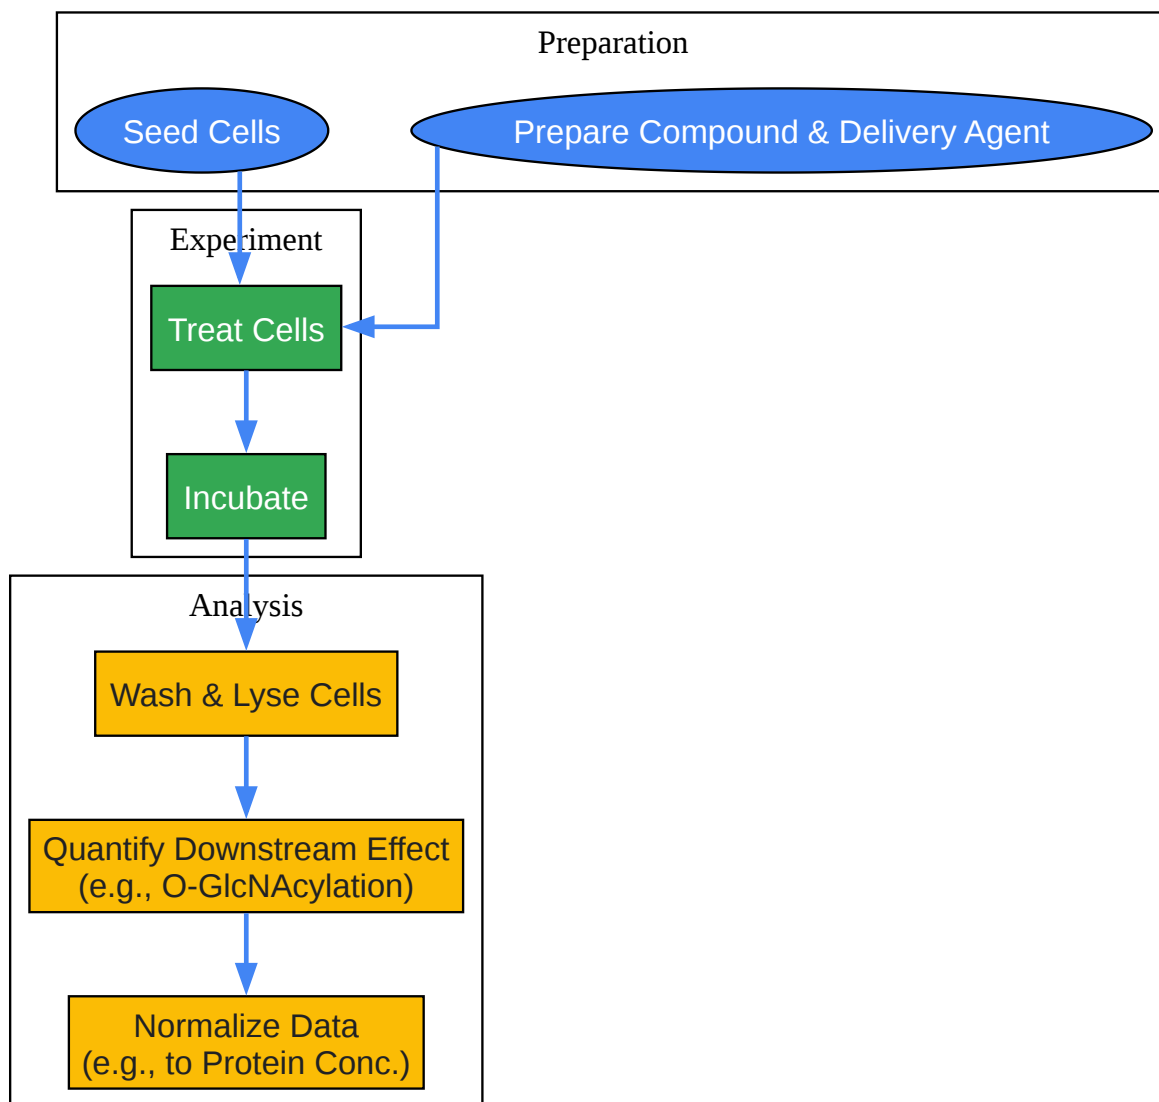 Preparation
Seed Cells
Prepare Compound & Delivery Agent
Experiment
Treat Cells
Incubate
Analysis
Wash & Lyse Cells
Quantify Downstream Effect
(e.g., O-GlcNAcylation)
Normalize Data
(e.g., to Protein Conc.)